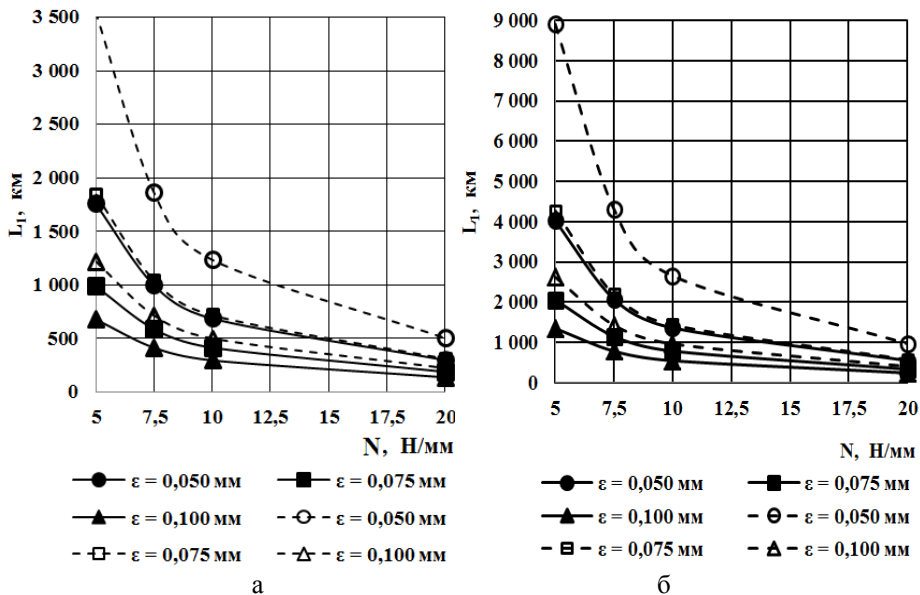 L₁, км
3 500
3 000
2 500
2 000
1 500
1 000
500
0
5 7,5 10 12,5 15 17,5 20
N, Н/мм
ε = 0,050 мм ε = 0,075 мм
ε = 0,100 мм ε = 0,050 мм
ε = 0,075 мм ε = 0,100 мм
а
L₁, км
9 000
8 000
7 000
6 000
5 000
4 000
3 000
2 000
1 000
0
5 7,5 10 12,5 15 17,5 20
N, Н/мм
ε = 0,050 мм ε = 0,075 мм
ε = 0,100 мм ε = 0,050 мм
ε = 0,075 мм ε = 0,100 мм
б